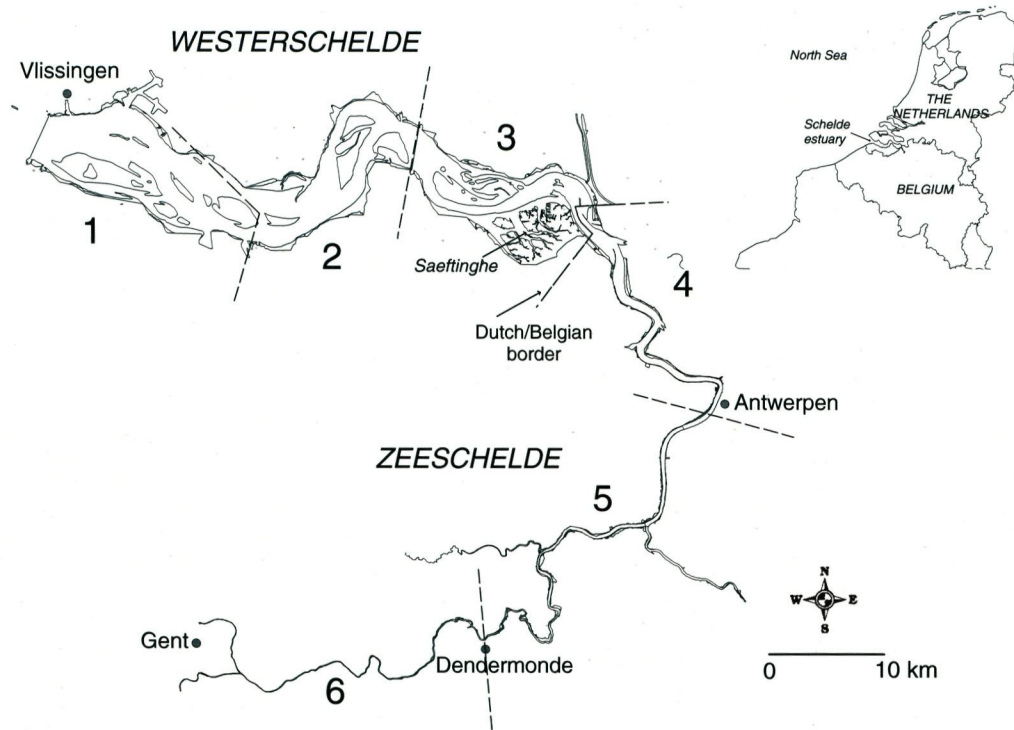 WESTERSCHELDE
Vlissingen
North Sea
THE
NETHERLANDS
Schelde
estuary
BELGIUM
3
1
2
Saeftinghe
4
Dutch/Belgian
border
Antwerpen
ZEESCHELDE
5
N
W E
S
Gent
Dendermonde
6
0 10 km